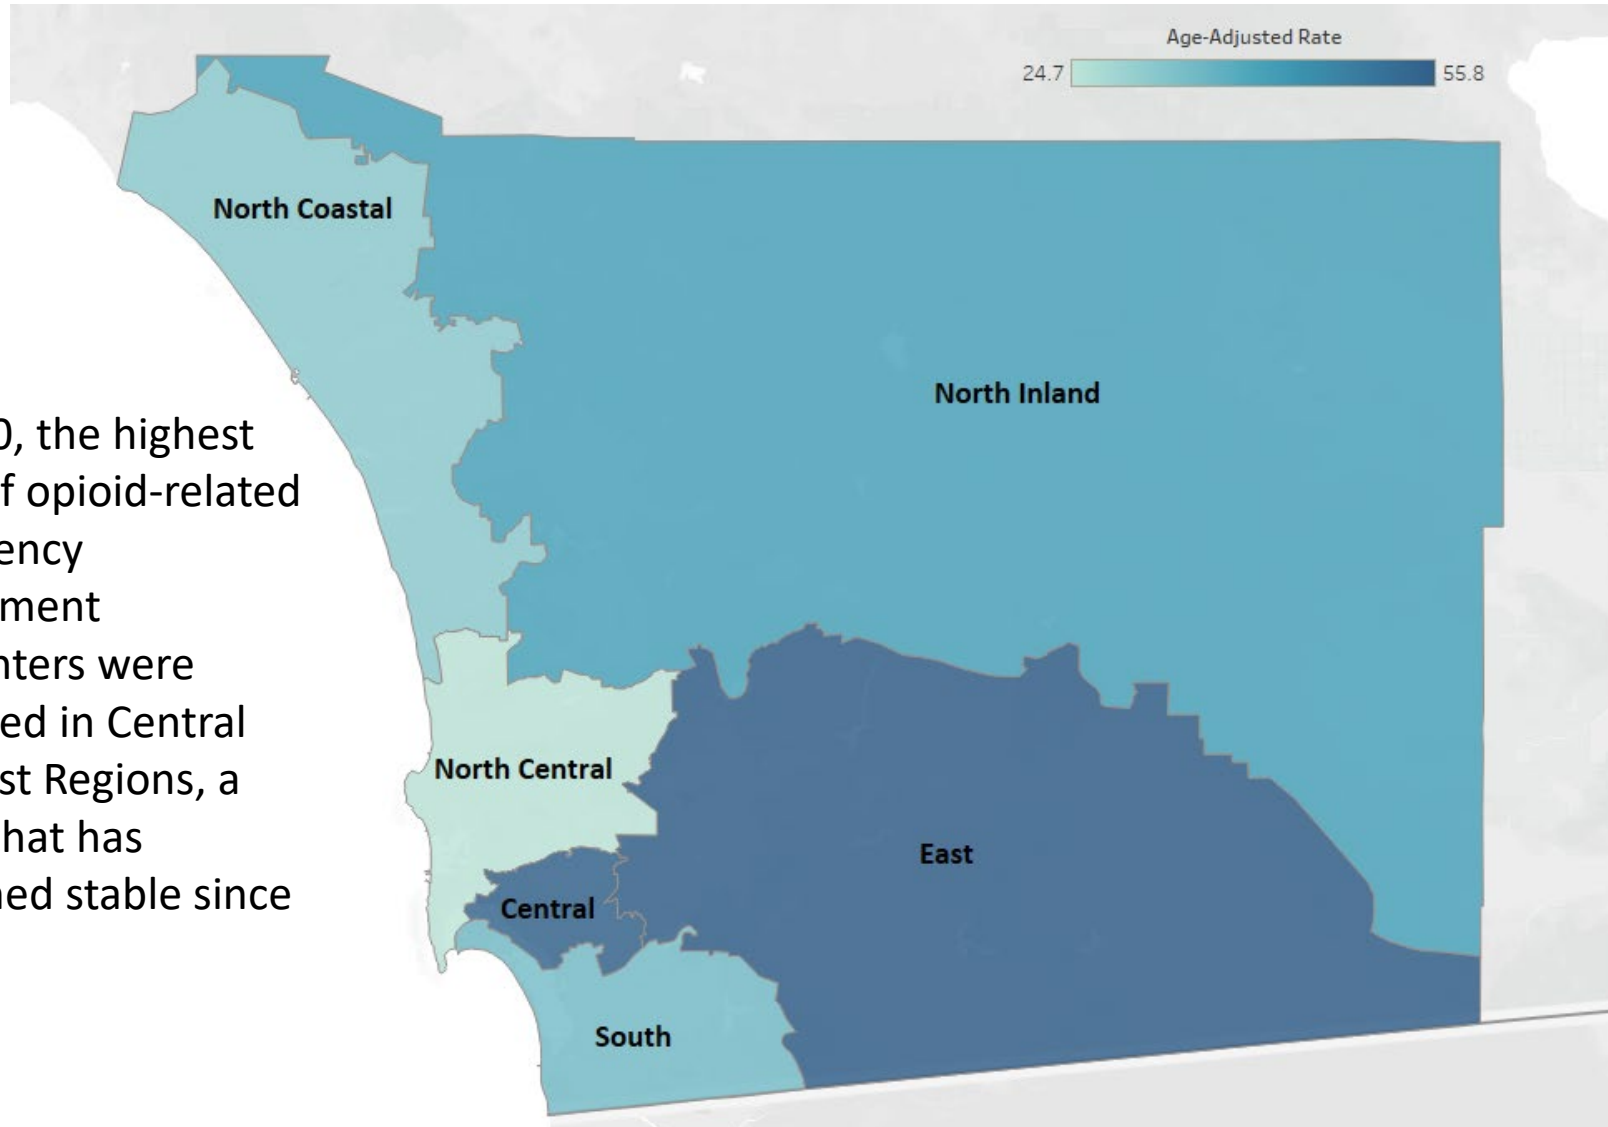 Age-Adjusted Rate
24.7 55.8
North Coastal
North Inland
0, the highest
f opioid-related
ency
ment
nters were
ed in Central
st Regions, a
hat has
ned stable since
North Central
East
Central
South